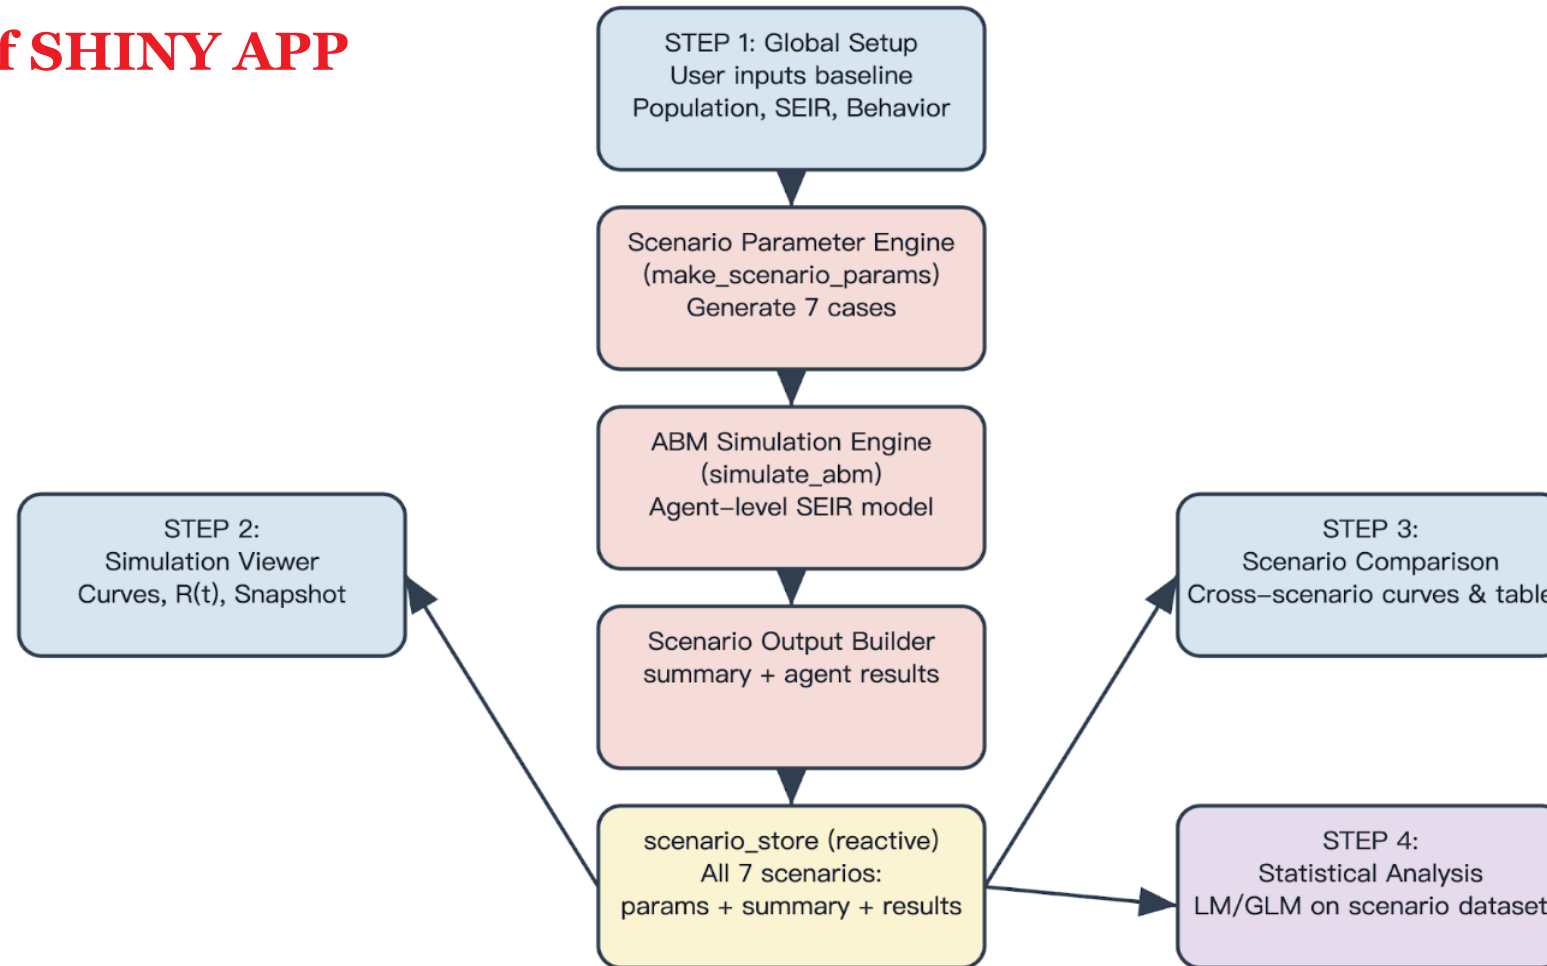 f SHINY APP
STEP 1: Global Setup
User inputs baseline
Population, SEIR, Behavior
Scenario Parameter Engine
(make_scenario_params)
Generate 7 cases
ABM Simulation Engine
(simulate_abm)
Agent–level SEIR model
STEP 2:
Simulation Viewer
Curves, R(t), Snapshot
STEP 3:
Scenario Comparison
Cross–scenario curves & table
Scenario Output Builder
summary + agent results
scenario_store (reactive)
All 7 scenarios:
params + summary + results
STEP 4:
Statistical Analysis
LM/GLM on scenario dataset